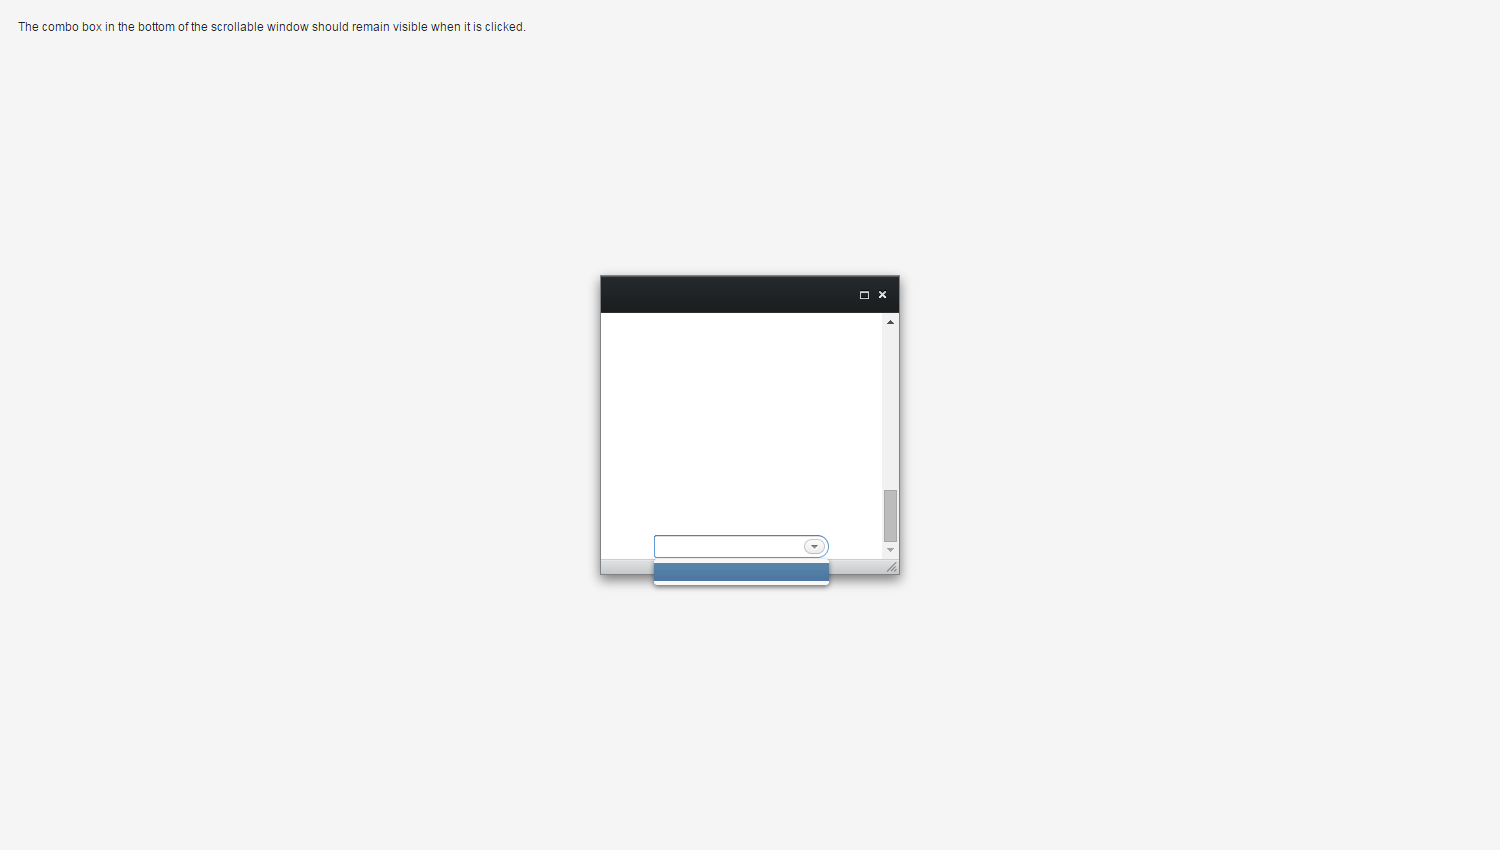 The combo box in the bottom of the scrollable window should remain visible when it is clicked.